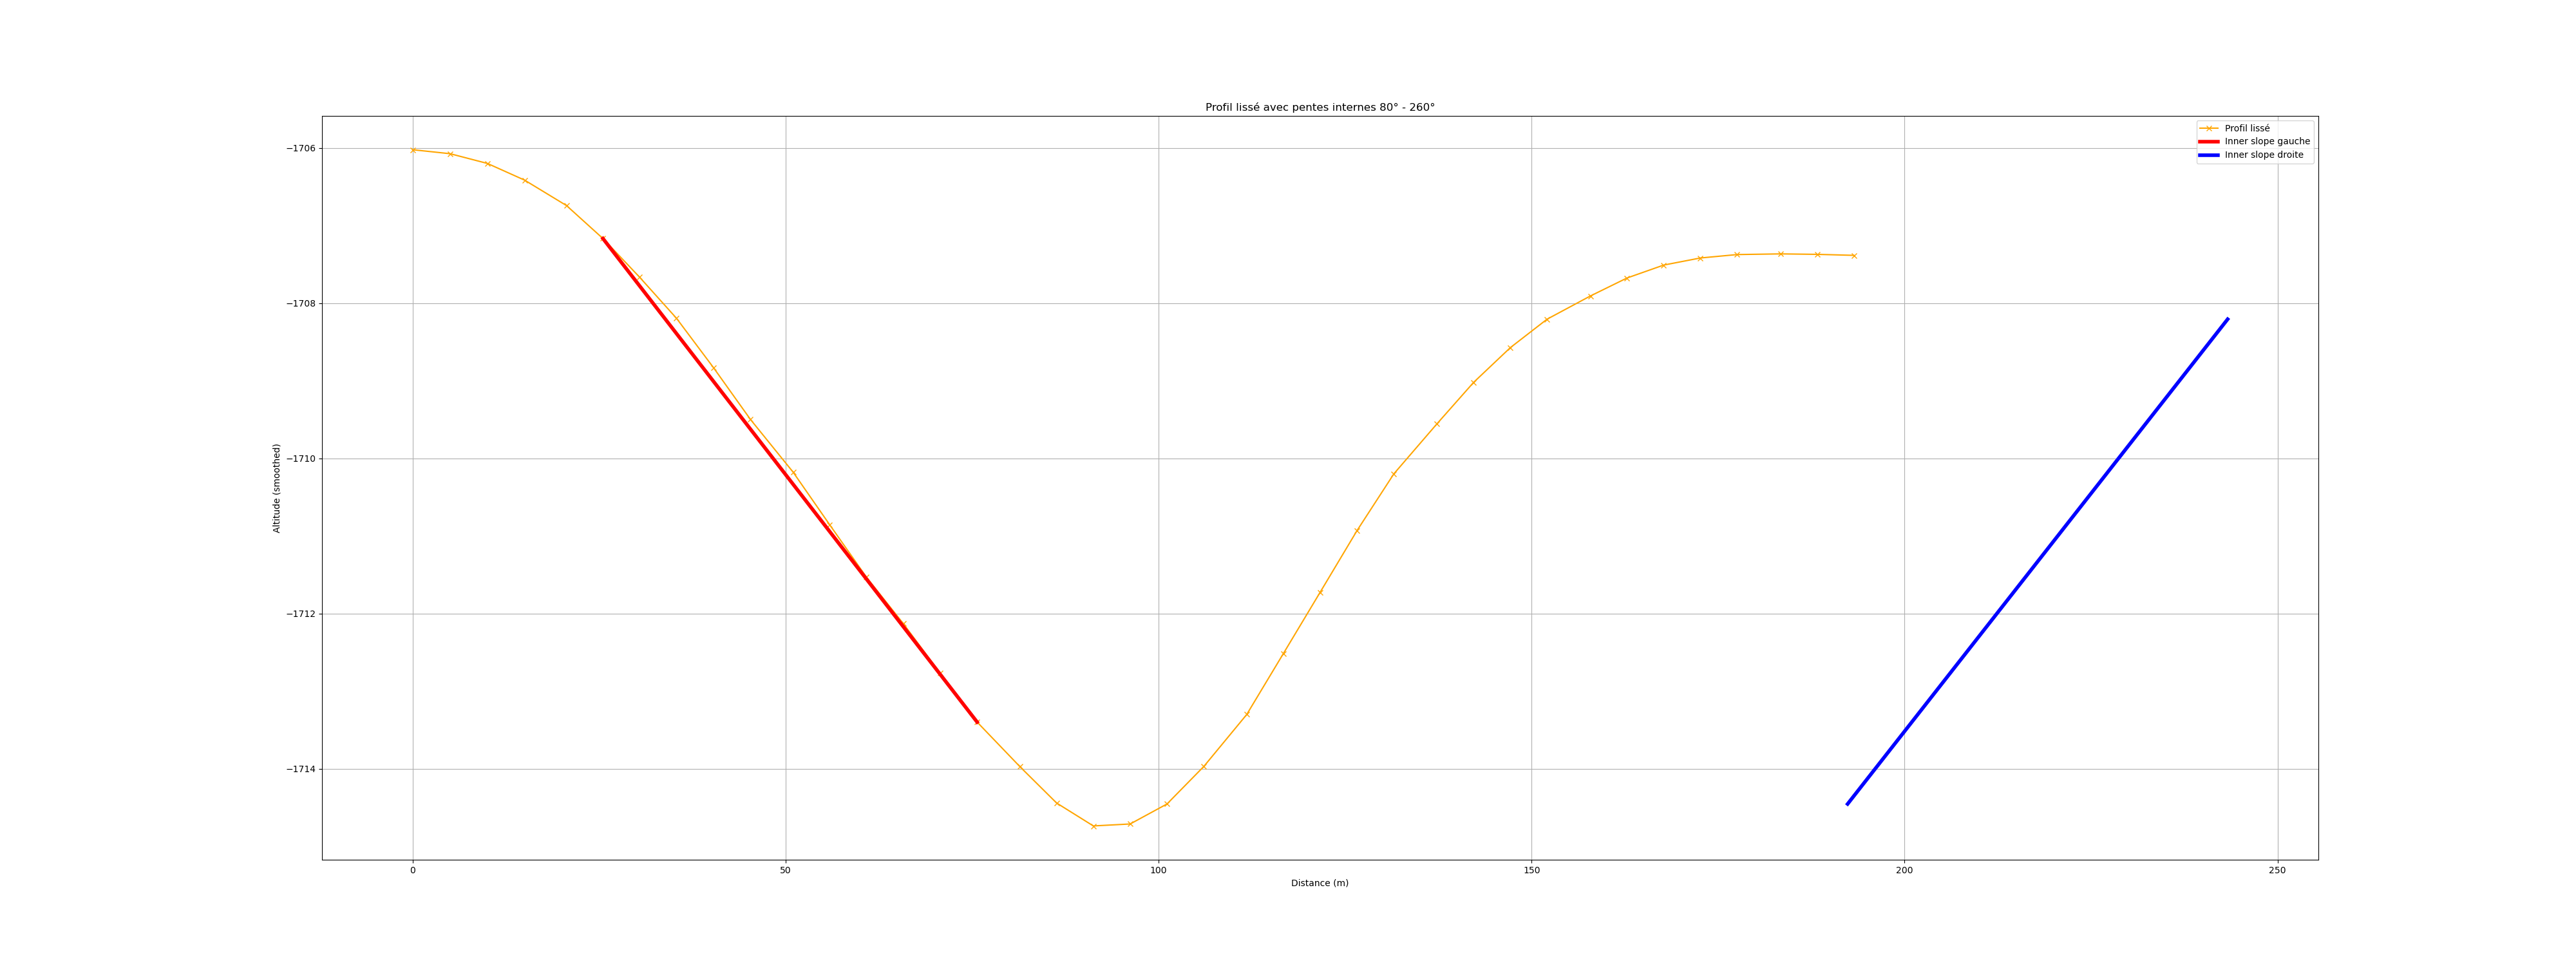 Profil lissé avec pentes internes 80° - 260°
Profil lissé
Inner slope gauche
Inner slope droite
Altitude (smoothed)
−1706
−1708
−1710
−1712
−1714
0
50
100
150
200
250
Distance (m)